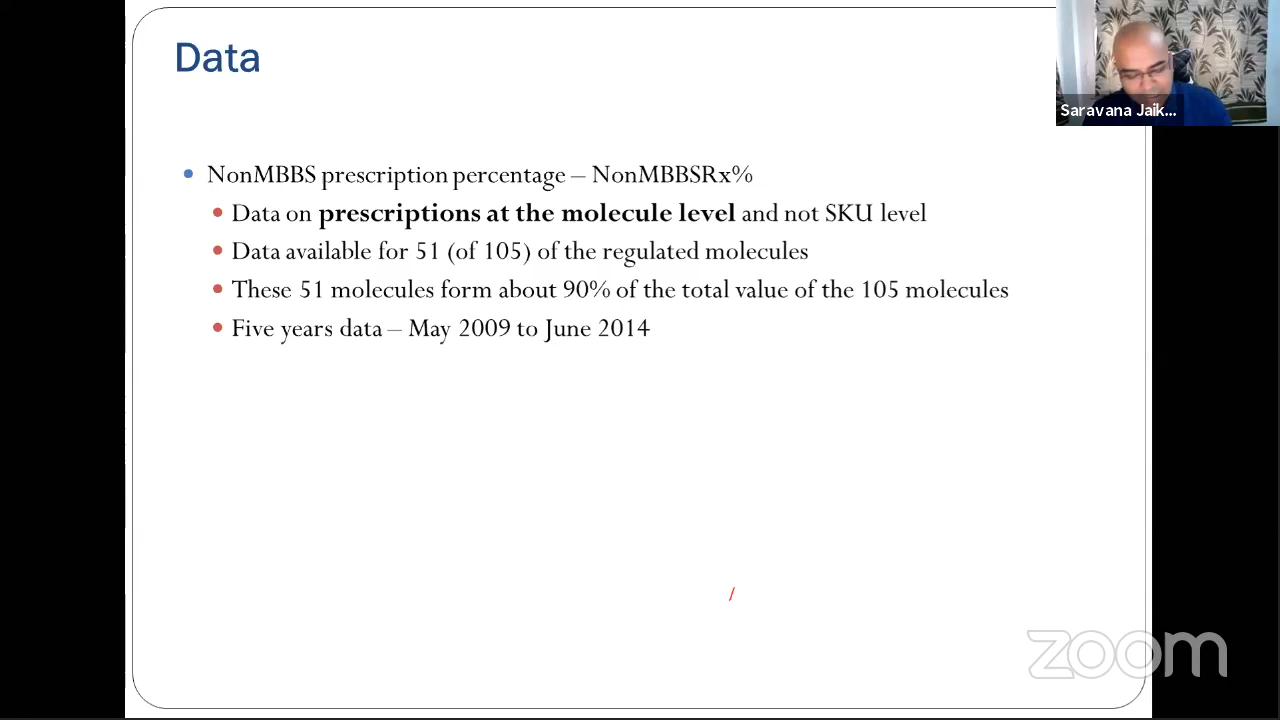 Data
Saravana Jaik...
• NonMBBS prescription percentage – NonMBBSRx%
• Data on prescriptions at the molecule level and not SKU level
• Data available for 51 (of 105) of the regulated molecules
• These 51 molecules form about 90% of the total value of the 105 molecules
• Five years data – May 2009 to June 2014
zoom